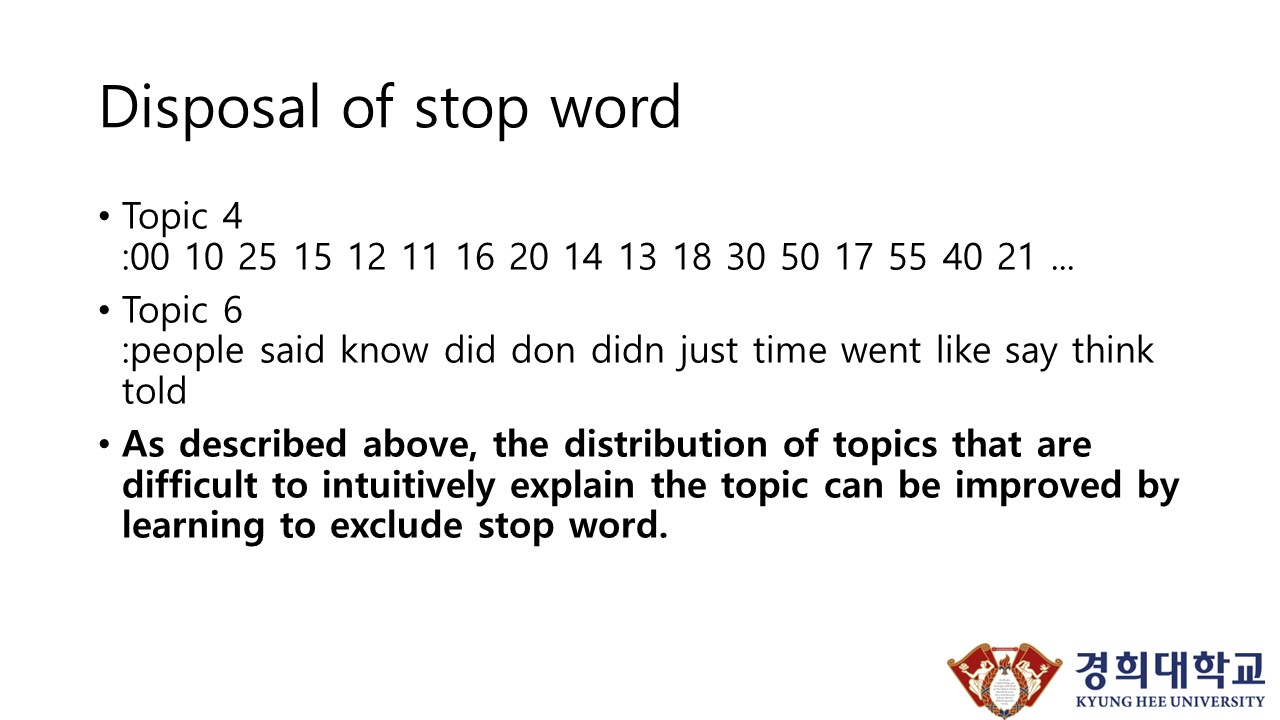 Disposal of stop word
• Topic 4
:00 10 25 15 12 11 16 20 14 13 18 30 50 17 55 40 21 ...
• Topic 6
:people said know did don didn just time went like say think
told
• As described above, the distribution of topics that are
difficult to intuitively explain the topic can be improved by
learning to exclude stop word.
경희대학교
KYUNG HEE UNIVERSITY